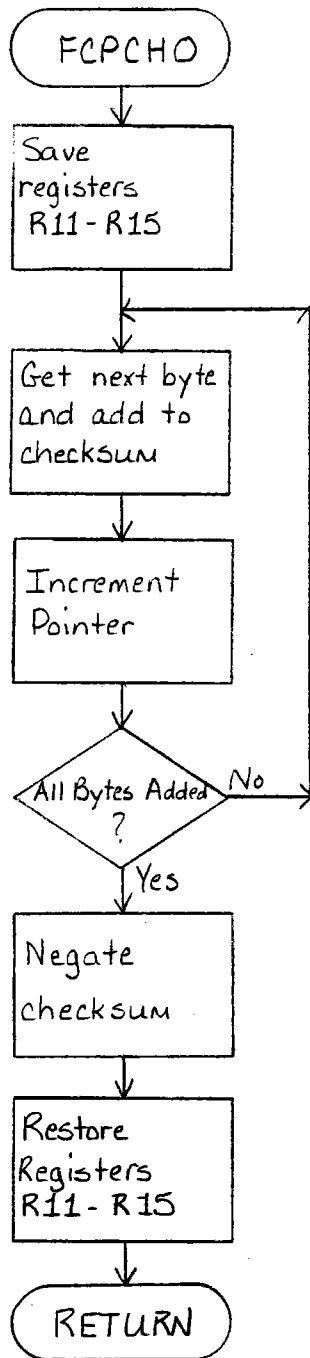 FCPCHO
Save
registers
R11 - R15
Get next byte
and add to
checksum
Increment
Pointer
All Bytes Added
?
No
Yes
Negate
checksum
Restore
Registers
R11 - R15
RETURN